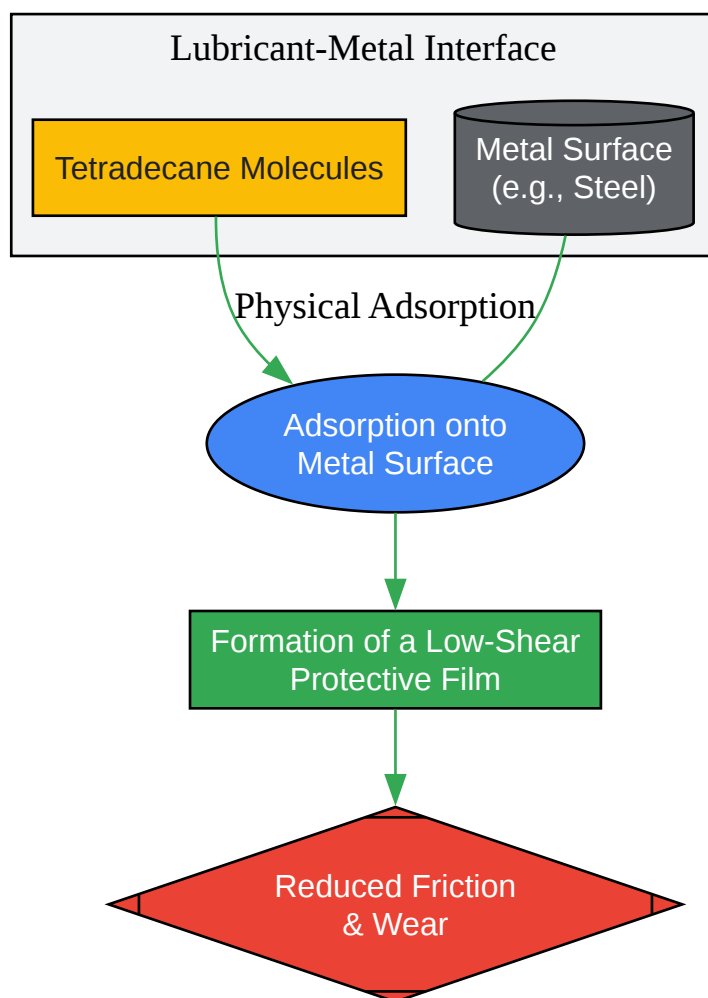 Lubricant-Metal Interface
Tetradecane Molecules
Metal Surface
(e.g., Steel)
Physical Adsorption
Adsorption onto
Metal Surface
Formation of a Low-Shear
Protective Film
Reduced Friction
& Wear